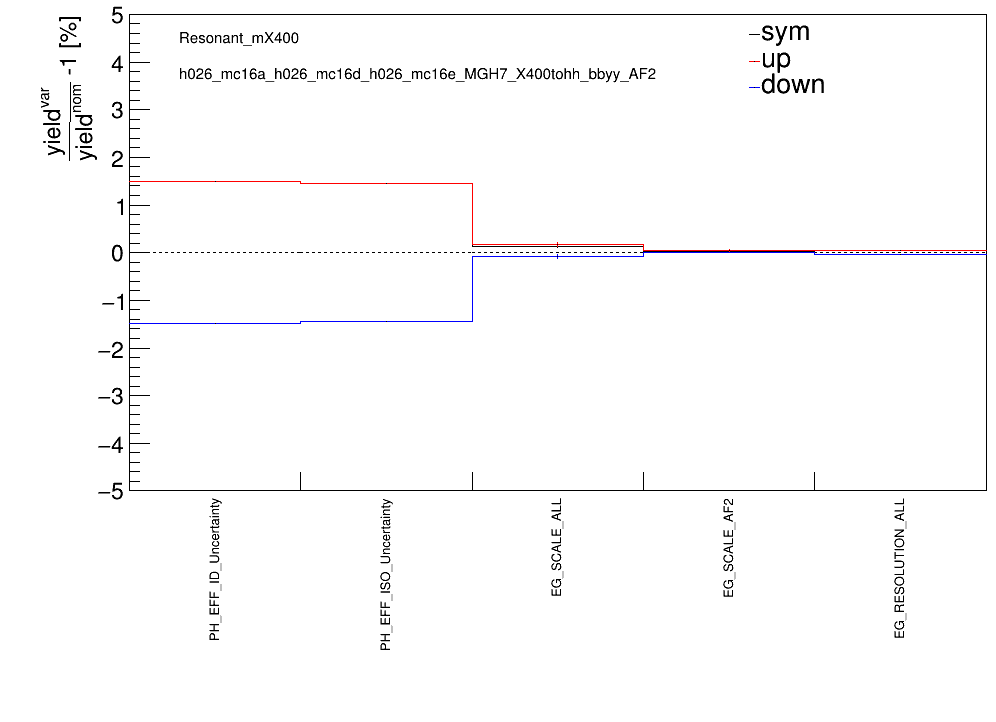 yield^var / yield^nom -1 [%]
Resonant_mX400
h026_mc16a_h026_mc16d_h026_mc16e_MGH7_X400tohh_bbyy_AF2
–sym
–up
–down
5
4
3
2
1
0
−1
−2
−3
−4
−5
PH_EFF_ID_Uncertainty
PH_EFF_ISO_Uncertainty
EG_SCALE_ALL
EG_SCALE_AF2
EG_RESOLUTION_ALL